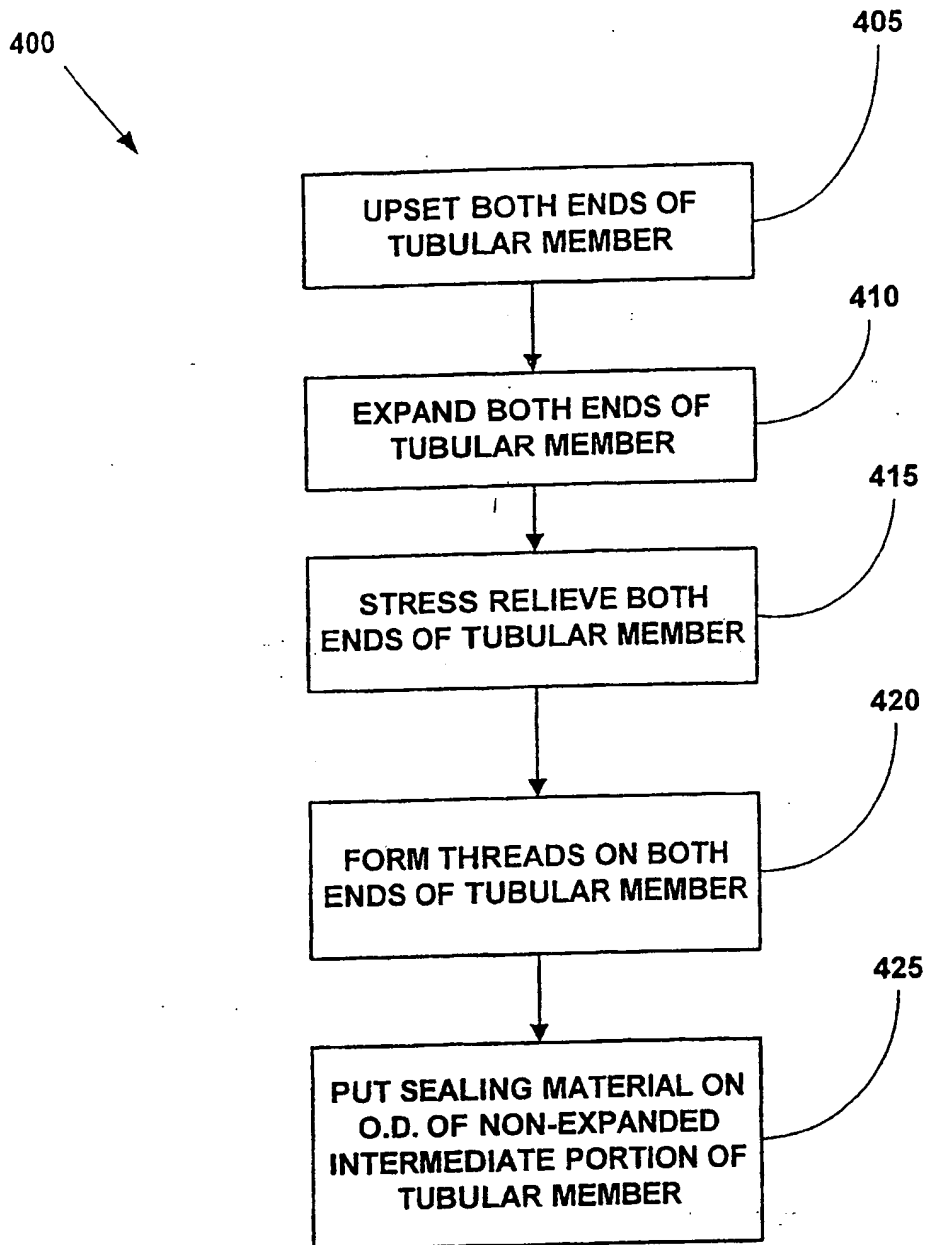 400
405
UPSET BOTH ENDS OF
TUBULAR MEMBER
410
EXPAND BOTH ENDS OF
TUBULAR MEMBER
415
STRESS RELIEVE BOTH
ENDS OF TUBULAR MEMBER
420
FORM THREADS ON BOTH
ENDS OF TUBULAR MEMBER
425
PUT SEALING MATERIAL ON
O.D. OF NON-EXPANDED
INTERMEDIATE PORTION OF
TUBULAR MEMBER